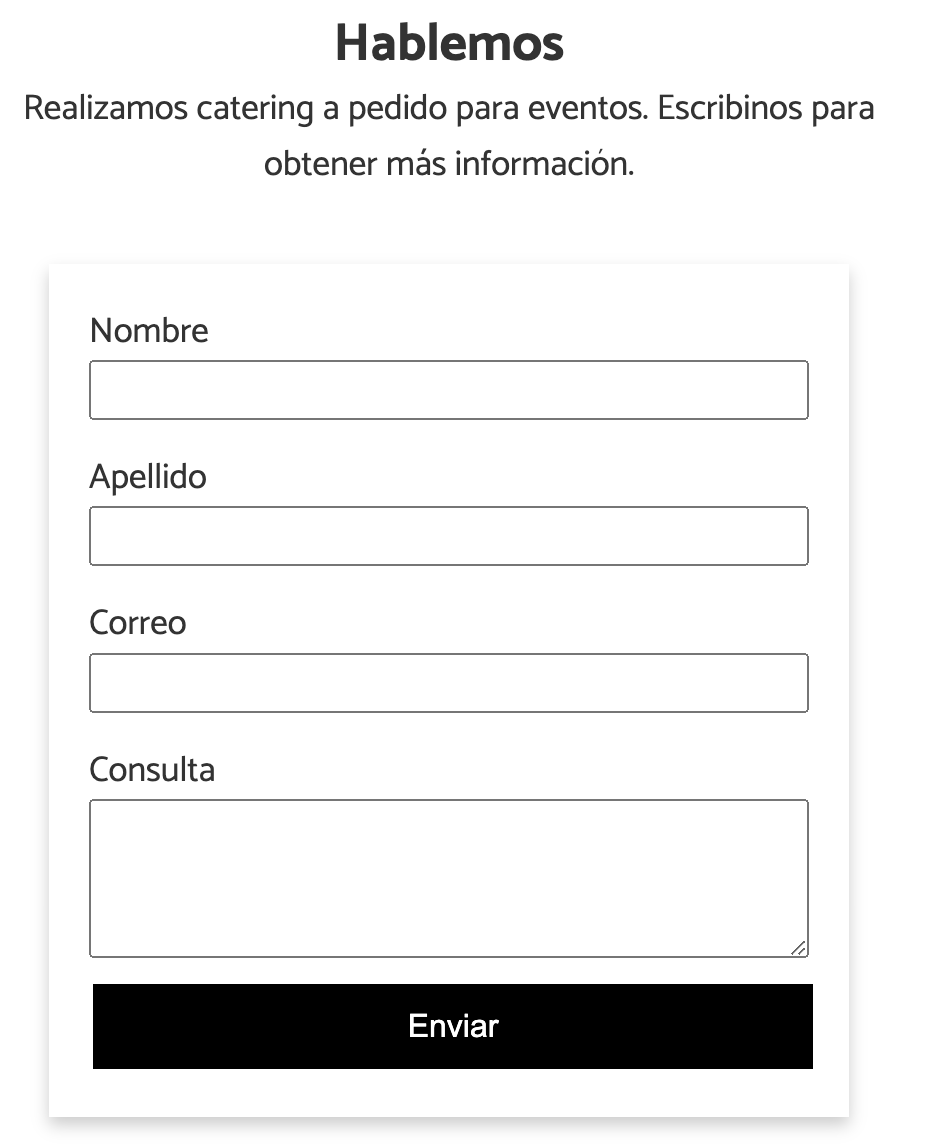 Hablemos
Realizamos catering a pedido para eventos. Escribinos para
obtener más información.
Nombre
Apellido
Correo
Consulta
Enviar